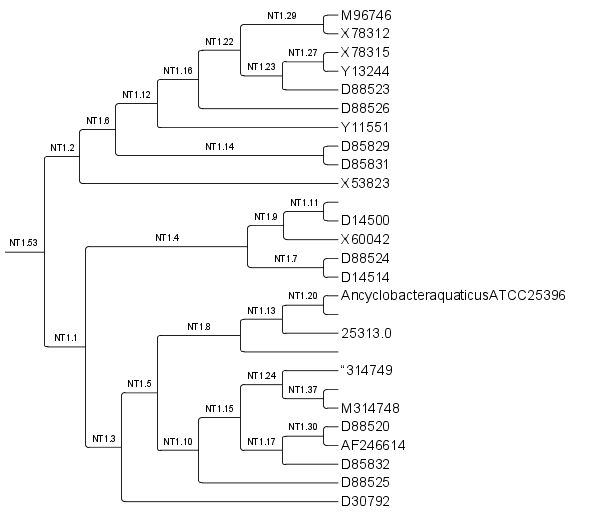 NT1.29
M96746
X78312
NT1.22
NT1.27
X78315
NT1.23
Y13244
NT1.16
D88523
NT1.12
D88526
NT1.6
Y11551
NT1.2
NT1.14
D85829
D85831
X53823
NT1.53
NT1.11
NT1.9
D14500
NT1.4
X60042
NT1.7
D88524
D14514
NT1.20
AncyclobacteraquaticusATCC25396
NT1.13
NT1.8
25313.0
NT1.1
NT1.24
“314749
NT1.5
NT1.37
NT1.15
M314748
NT1.30
D88520
NT1.3
NT1.10
NT1.17
AF246614
D85832
D88525
D30792